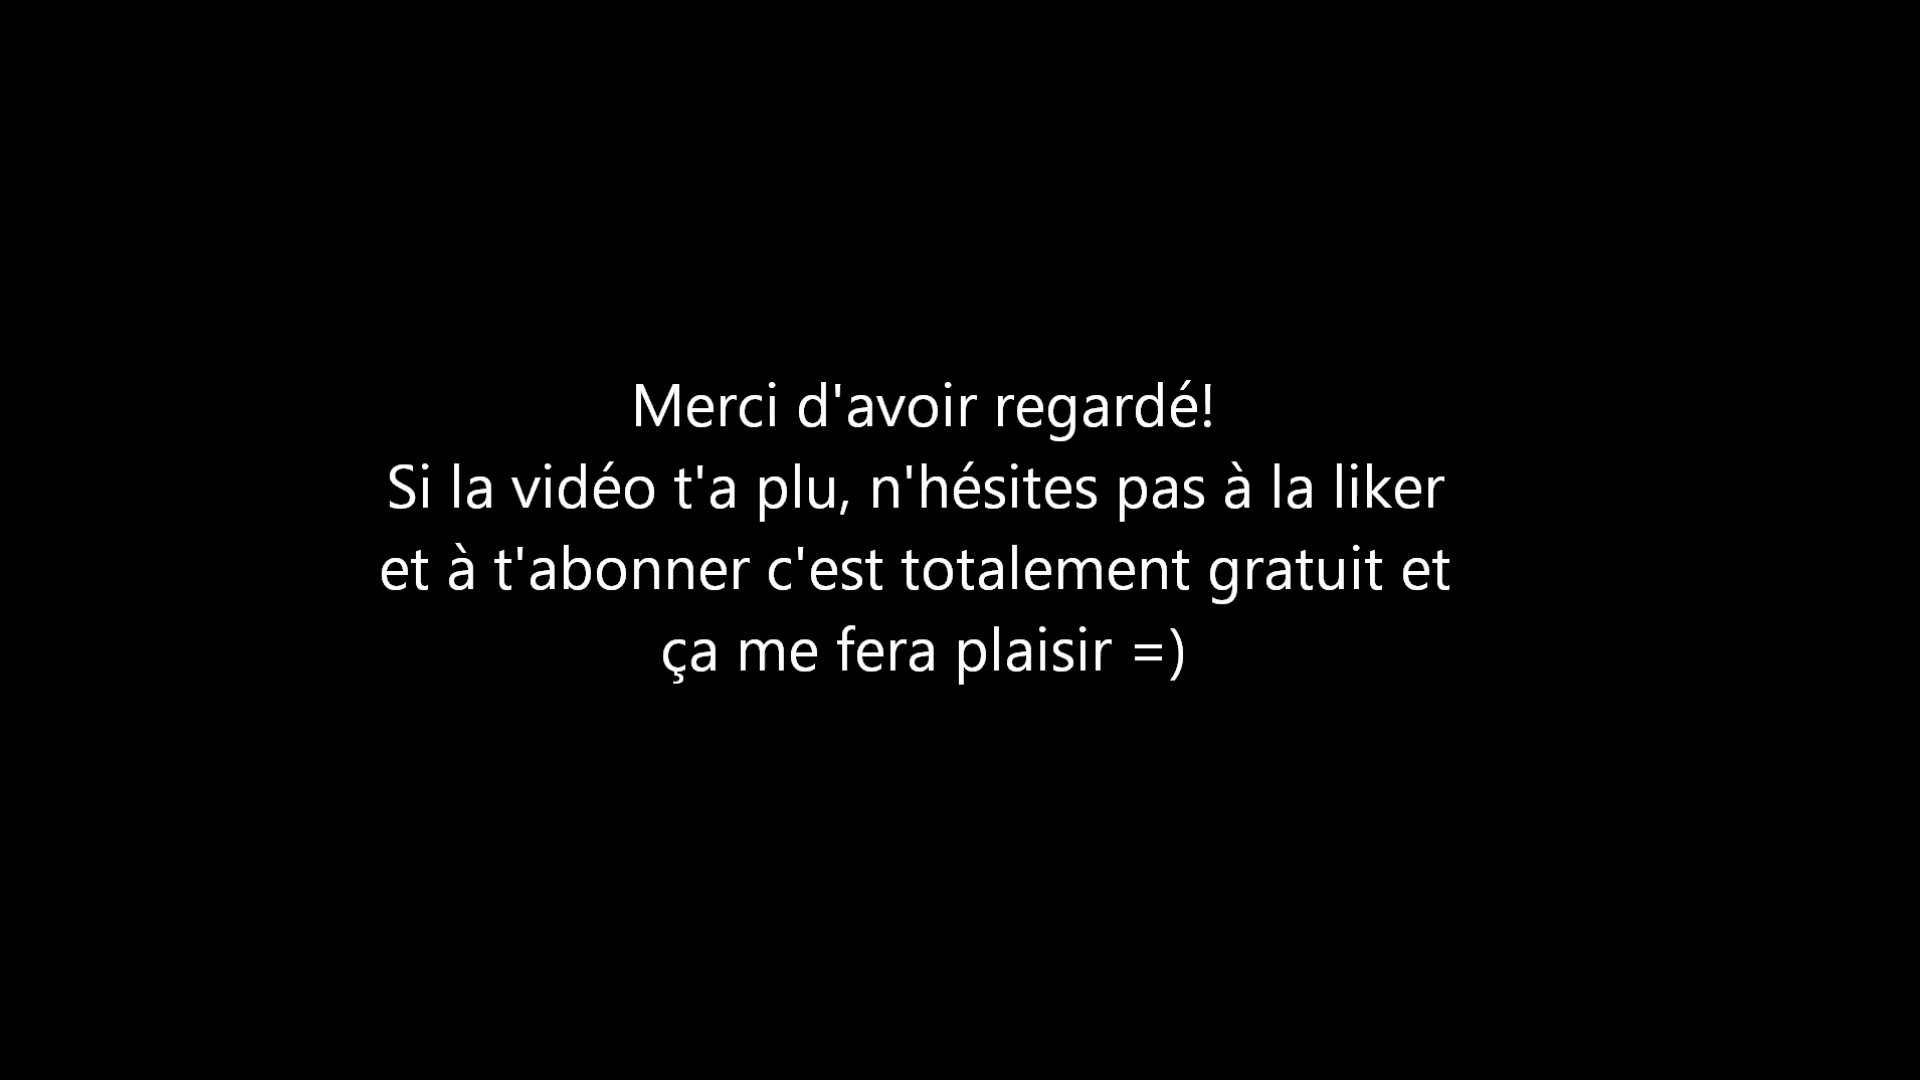 Merci d'avoir regardé!
Si la vidéo t'a plu, n'hésites pas à la liker
et à t'abonner c'est totalement gratuit et
ça me fera plaisir =)